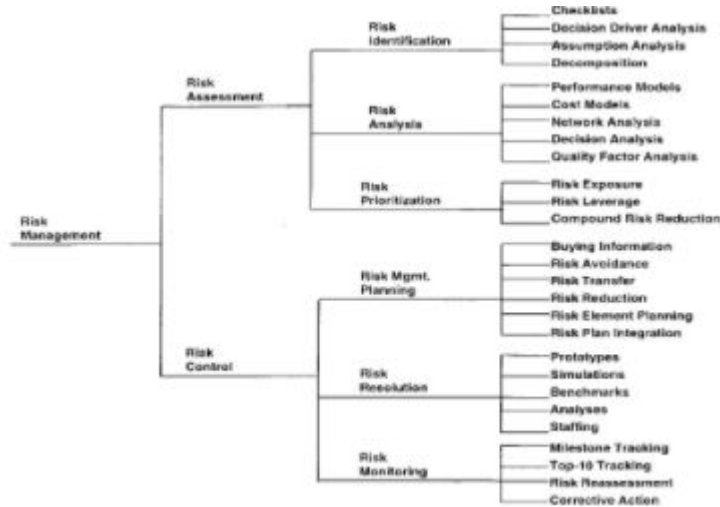 Risk
Management
Risk
Assessment
Risk
Identification
Checklists
Decision Driver Analysis
Assumption Analysis
Decomposition
Risk
Analysis
Performance Models
Cost Models
Network Analysis
Decision Analysis
Quality Factor Analysis
Risk
Prioritization
Risk Exposure
Risk Leverage
Compound Risk Reduction
Risk
Control
Risk Mgmt.
Planning
Buying Information
Risk Avoidance
Risk Transfer
Risk Reduction
Risk Element Planning
Risk Plan Integration
Risk
Resolution
Prototypes
Simulations
Benchmarks
Analyses
Staffing
Risk
Monitoring
Milestone Tracking
Top-10 Tracking
Risk Reassessment
Corrective Action